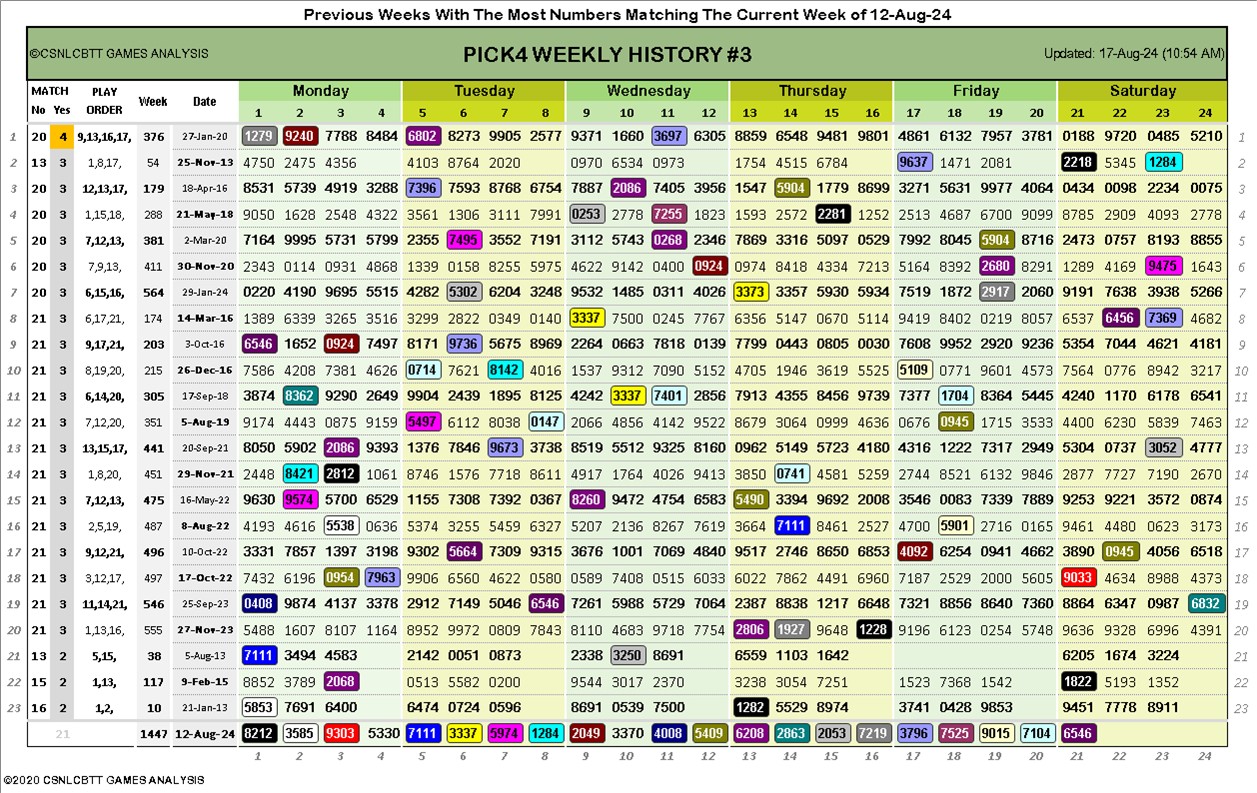 Previous Weeks With The Most Numbers Matching The Current Week of 12-Aug-24
©CSNLCBTT GAMES ANALYSIS PICK4 WEEKLY HISTORY #3 Updated: 17-Aug-24 (10:54 AM)
MATCH PLAY Week Date Monday Tuesday Wednesday Thursday Friday Saturday
No Yes ORDER 1 2 3 4 5 6 7 8 9 10 11 12 13 14 15 16 17 18 19 20 21 22 23 24
1 20 4 9,13,16,17, 376 27-Jan-20 1279 9240 7788 8484 6802 8273 9905 2577 9371 1660 3697 6305 8859 6548 9481 9801 4861 6132 7957 3781 0188 9720 0485 5210 1
2 13 3 1,8,17, 54 25-Nov-13 4750 2475 4356 4103 8764 2020 0970 6534 0973 1754 4515 6784 9637 1471 2081 2218 5345 1284 2
3 20 3 12,13,17, 179 18-Apr-16 8531 5739 4919 3288 7396 7593 8768 6754 7887 2086 7405 3956 1547 5904 1779 8699 3271 5631 9977 4064 0434 0098 2234 0075 3
4 20 3 1,15,18, 288 21-May-18 9050 1628 2548 4322 3561 1306 3111 7991 0253 2778 7255 1823 1593 2572 2281 1252 2513 4687 6700 9099 8785 2909 4093 2778 4
5 20 3 7,12,13, 381 2-Mar-20 7164 9995 5731 5799 2355 7495 3552 7191 3112 5743 0268 2346 7869 3316 5097 0529 7992 8045 5904 8716 2473 0757 8193 8855 5
6 20 3 7,9,13, 411 30-Nov-20 2343 0114 0931 4868 1339 0165 8255 5975 4622 9142 0400 0924 0974 8418 4334 7213 5164 8392 2680 8291 1289 4169 9475 1643 6
7 20 3 6,15,16, 564 29-Jan-24 0220 4190 9695 5515 4282 5302 6204 3248 9532 1485 0311 4026 3373 3357 5930 5934 7519 1872 2917 2060 9191 7638 3938 5266 7
8 21 3 6,17,21, 174 14-Mar-16 1389 6339 3265 3516 3299 2822 0349 0140 3337 7500 0245 7767 6356 5147 0670 5114 9419 8402 0219 8057 6537 6456 7369 4682 8
9 21 3 9,17,21, 203 3-Oct-16 6546 1652 0924 7497 8171 9736 5675 8969 2264 0663 7818 0139 7799 0443 0805 0030 7608 9952 2920 9236 5354 7044 4621 4181 9
10 21 3 8,19,20, 215 26-Dec-16 7586 4208 7381 4626 0714 7621 8142 4016 1537 9312 7090 5152 4705 1946 3619 5525 5109 0771 9601 4573 7564 0776 8942 3217 10
11 21 3 6,14,20, 305 17-Sep-18 3874 8362 9290 2649 9904 2439 1895 8125 4242 3337 7401 2856 7913 4355 8456 9739 7377 1704 8364 5445 4240 1170 6178 6541 11
12 21 3 7,12,20, 351 5-Aug-19 9174 4443 0875 9159 5497 6112 8038 0147 2066 4856 4142 9522 8679 3064 0999 4636 0676 0945 1715 3533 4400 6230 5839 7463 12
13 21 3 13,15,17, 441 20-Sep-21 8050 5902 2086 9393 1376 7846 9673 3738 8519 5512 9325 8160 0962 5149 5723 4180 4316 1222 7317 2949 5304 0737 3052 4777 13
14 21 3 1,8,20, 451 29-Nov-21 2448 8421 2812 1061 8746 1576 7718 8611 4917 1764 4026 9413 3850 0741 4581 5259 2744 8521 6139 9846 2877 7727 7190 2670 14
15 21 3 7,12,13, 475 16-May-22 9630 9574 5700 6529 1155 7308 7392 0367 8260 9472 4754 6583 5490 3394 9692 2008 3546 0083 7339 7889 9253 9221 3572 0874 15
16 21 3 2,5,19, 487 8-Aug-22 4193 4616 5538 0636 5374 3255 5459 6327 5207 2136 8267 7619 3664 7111 8461 2527 4700 5901 2716 0165 9461 4480 0623 3173 16
17 21 3 9,12,21, 496 10-Oct-22 3331 7857 1397 3198 9302 5664 7309 9315 3676 1001 7069 4840 9517 2746 8650 6853 4092 6254 0941 4662 3890 0945 4056 6518 17
18 21 3 3,12,17, 497 17-Oct-22 7432 6196 0954 7963 9906 6560 4622 0580 0589 7408 0515 6033 6022 7862 4491 6960 7187 2529 2000 5605 9033 4634 8988 4373 18
19 21 3 11,14,21, 546 25-Sep-23 0408 9874 4137 3378 2912 7149 5046 6546 7261 5988 5729 7064 2387 8838 1217 6648 7321 8856 8640 7360 8864 6347 0987 6832 19
20 21 3 1,13,16, 555 27-Nov-23 5488 1607 8107 1164 8952 9972 0809 7843 8110 4683 9718 7754 2806 1927 9648 1228 9196 6123 0254 5748 9636 9328 6996 4391 20
21 13 2 5,15, 38 5-Aug-13 7111 3494 4583 2142 0051 0873 2338 3250 8691 6559 1103 1642 6205 1674 3224 21
22 15 2 1,13, 117 9-Feb-15 8852 3789 2068 0513 5582 0200 9544 3017 2370 3238 3054 7251 1523 7368 1542 1822 5193 1352 22
23 16 2 1,2, 10 21-Jan-13 5853 7691 6400 6474 0724 0596 8691 0539 7500 1282 5529 8974 3741 0428 9853 9451 7778 8911 23
21 1447 12-Aug-24 8212 3585 9303 5330 7111 3337 5974 1284 2049 3370 4008 5409 6208 2863 2053 7219 3796 7525 9015 7104 6546
1 2 3 4 5 6 7 8 9 10 11 12 13 14 15 16 17 18 19 20 21 22 23 24
©2020 CSNLCBTT GAMES ANALYSIS